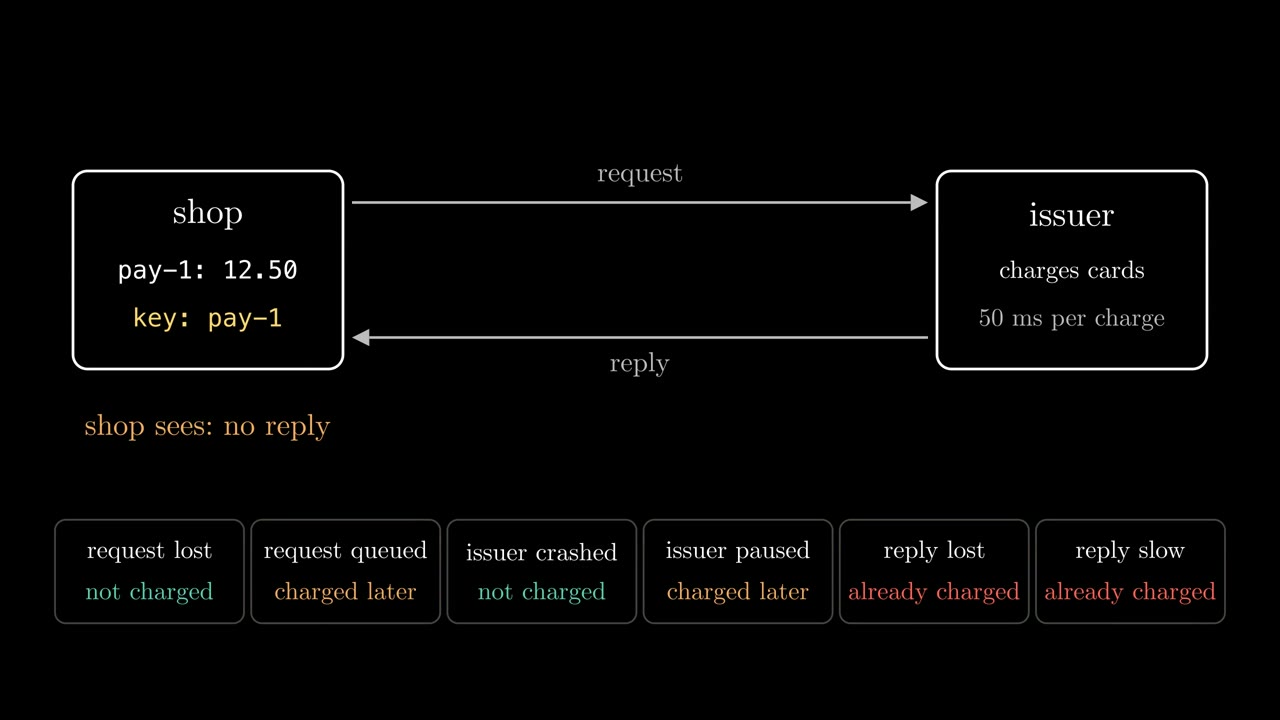 shop
pay-1: 12.50
key: pay-1
request
reply
issuer
charges cards
50 ms per charge
shop sees: no reply
request lost
not charged
request queued
charged later
issuer crashed
not charged
issuer paused
charged later
reply lost
already charged
reply slow
already charged